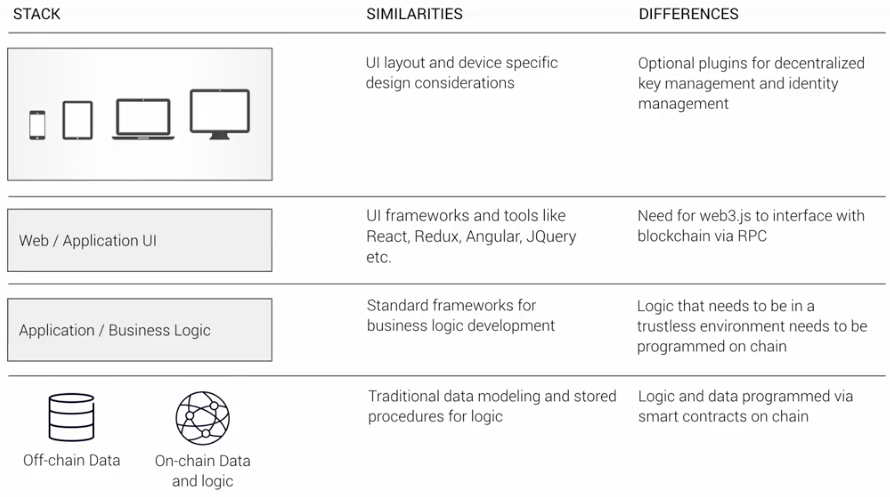 STACK
SIMILARITIES
DIFFERENCES
UI layout and device specific
design considerations
Optional plugins for decentralized
key management and identity
management
Web / Application UI
UI frameworks and tools like
React, Redux, Angular, JQuery
etc.
Need for web3.js to interface with
blockchain via RPC
Application / Business Logic
Standard frameworks for
business logic development
Logic that needs to be in a
trustless environment needs to be
programmed on chain
Off-chain Data
On-chain Data
and logic
Traditional data modeling and stored
procedures for logic
Logic and data programmed via
smart contracts on chain